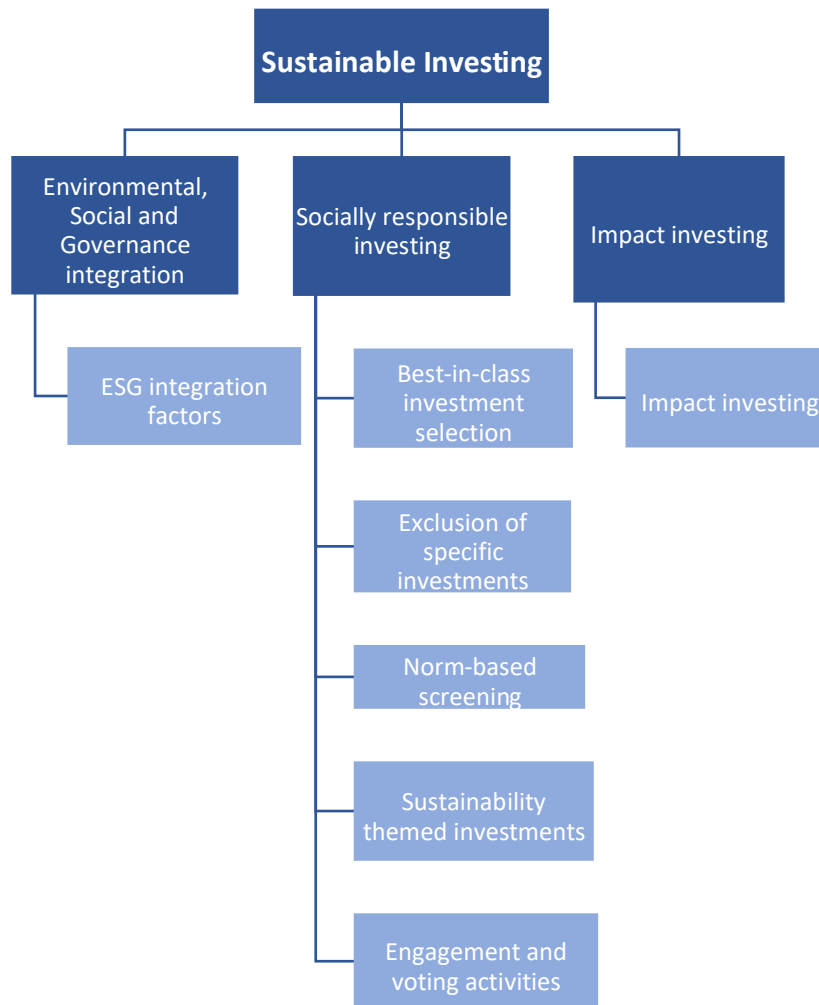 Sustainable Investing
Environmental,
Social and
Governance
integration
Socially responsible
investing
Impact investing
ESG integration
factors
Best-in-class
investment
selection
Impact investing
Exclusion of
specific
investments
Norm-based
screening
Sustainability
themed investments
Engagement and
voting activities